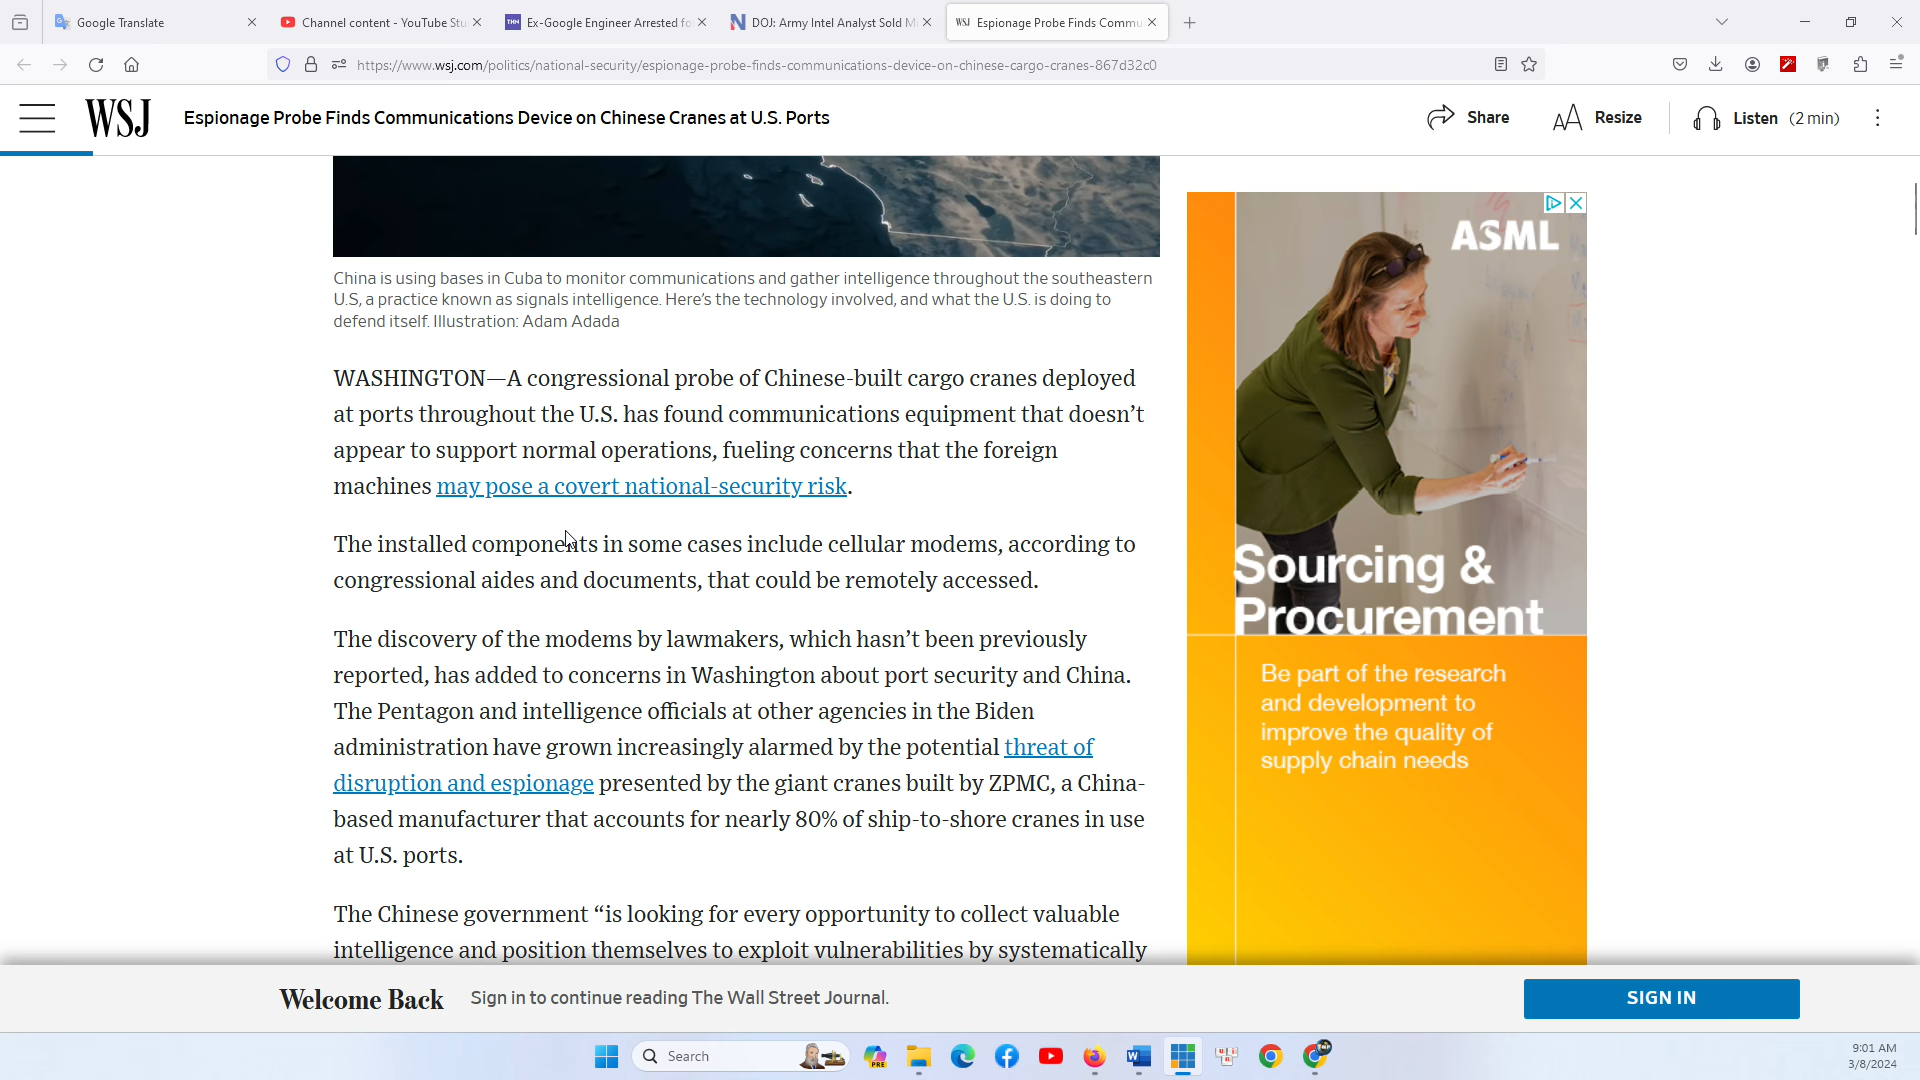 Google Translate
Channel content - YouTube Stu
Ex-Google Engineer Arrested fo
DOJ: Army Intel Analyst Sold M
WSJ Espionage Probe Finds Commu
https://www.wsj.com/politics/national-security/espionage-probe-finds-communications-device-on-chinese-cargo-cranes-867d32c0
WSJ
Espionage Probe Finds Communications Device on Chinese Cranes at U.S. Ports
Share
Resize
Listen (2 min)
China is using bases in Cuba to monitor communications and gather intelligence throughout the southeastern
U.S, a practice known as signals intelligence. Here's the technology involved, and what the U.S. is doing to
defend itself. Illustration: Adam Adada
WASHINGTON—A congressional probe of Chinese-built cargo cranes deployed
at ports throughout the U.S. has found communications equipment that doesn't
appear to support normal operations, fueling concerns that the foreign
machines may pose a covert national-security risk.
The installed components in some cases include cellular modems, according to
congressional aides and documents, that could be remotely accessed.
The discovery of the modems by lawmakers, which hasn't been previously
reported, has added to concerns in Washington about port security and China.
The Pentagon and intelligence officials at other agencies in the Biden
administration have grown increasingly alarmed by the potential threat of
disruption and espionage presented by the giant cranes built by ZPMC, a China-
based manufacturer that accounts for nearly 80% of ship-to-shore cranes in use
at U.S. ports.
The Chinese government “is looking for every opportunity to collect valuable
intelligence and position themselves to exploit vulnerabilities by systematically
ASML
Sourcing &
Procurement
Be part of the research
and development to
improve the quality of
supply chain needs
Welcome Back
Sign in to continue reading The Wall Street Journal.
SIGN IN
Search
9:01 AM
3/8/2024